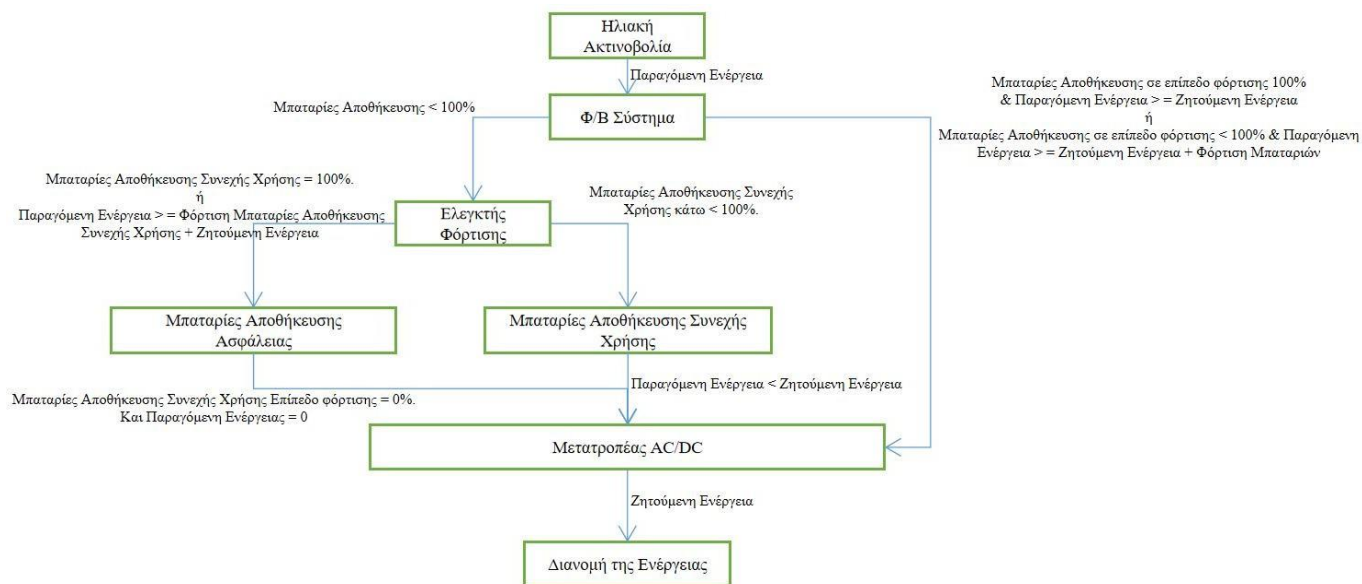 Ηλιακή
Ακτινοβολία
Παραγόμενη Ενέργεια
Μπαταρίες Αποθήκευσης < 100%
Φ/Β Σύστημα
Μπαταρίες Αποθήκευσης σε επίπεδο φόρτισης 100%
& Παραγόμενη Ενέργεια > = Ζητούμενη Ενέργεια
ή
Μπαταρίες Αποθήκευσης σε επίπεδο φόρτισης < 100% & Παραγόμενη
Ενέργεια > = Ζητούμενη Ενέργεια + Φόρτιση Μπαταριών
Μπαταρίες Αποθήκευσης Συνεχής Χρήσης = 100%.
ή
Παραγόμενη Ενέργεια > = Φόρτιση Μπαταρίες Αποθήκευσης
Συνεχής Χρήσης + Ζητούμενη Ενέργεια
Ελεγκτής
Φόρτισης
Μπαταρίες Αποθήκευσης Συνεχής
Χρήσης κάτω < 100%.
Μπαταρίες Αποθήκευσης
Ασφάλειας
Μπαταρίες Αποθήκευσης Συνεχής
Χρήσης
Μπαταρίες Αποθήκευσης Συνεχής Χρήσης Επίπεδο φόρτισης = 0%.
Και Παραγόμενη Ενέργειας = 0
Παραγόμενη Ενέργεια < Ζητούμενη Ενέργεια
Μετατροπέας AC/DC
Ζητούμενη Ενέργεια
Διανομή της Ενέργειας